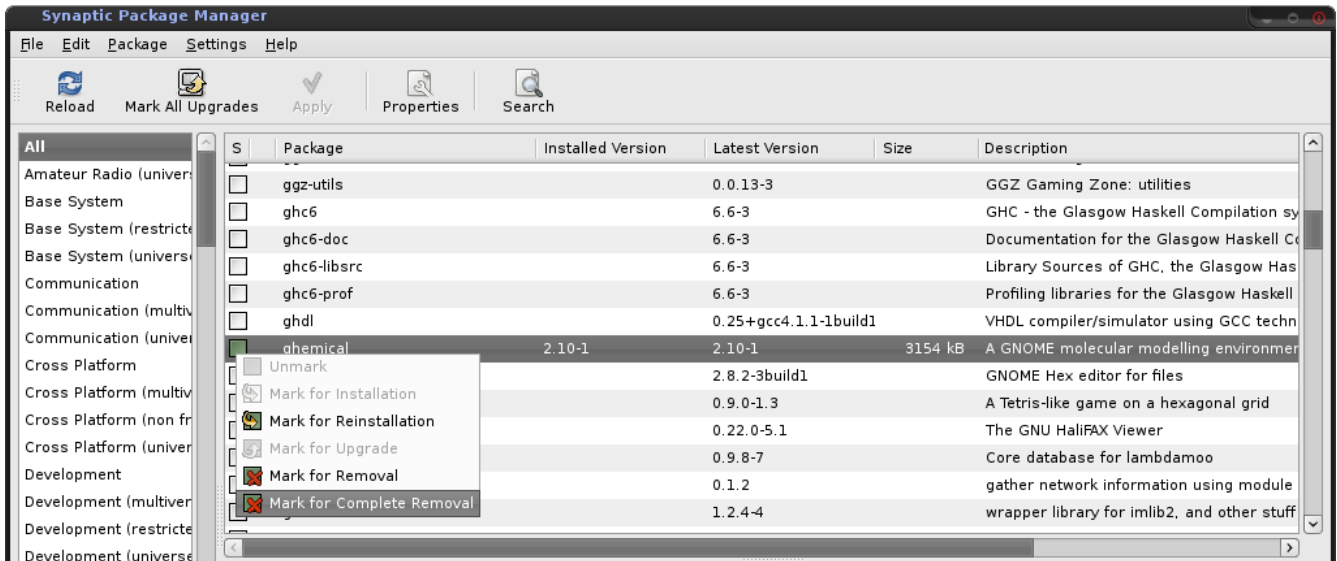 Synaptic Package Manager
File Edit Package Settings Help
Reload Mark All Upgrades Apply Properties Search
All
Amateur Radio (univers
Base System
Base System (restricte
Base System (universe
Communication
Communication (multiv
Communication (univer
Cross Platform
Cross Platform (multiv
Cross Platform (non fr
Cross Platform (univer
Development
Development (multiver
Development (restricte
Development (universe
S Package Installed Version Latest Version Size Description
ggz-utils 0.0.13-3 GGZ Gaming Zone: utilities
ghc6 6.6-3 GHC - the Glasgow Haskell Compilation sy
ghc6-doc 6.6-3 Documentation for the Glasgow Haskell Co
ghc6-libsrc 6.6-3 Library Sources of GHC, the Glasgow Has
ghc6-prof 6.6-3 Profiling libraries for the Glasgow Haskell
ghdl 0.25+gcc4.1.1-1build1 VHDL compiler/simulator using GCC techn
ghemical 2.10-1 2.10-1 3154 kB A GNOME molecular modelling environmen
2.8.2-3build1 GNOME Hex editor for files
0.9.0-1.3 A Tetris-like game on a hexagonal grid
0.22.0-5.1 The GNU HaliFAX Viewer
0.9.8-7 Core database for lambdamoo
0.1.2 gather network information using module
1.2.4-4 wrapper library for imlib2, and other stuff
Unmark
Mark for Installation
Mark for Reinstallation
Mark for Upgrade
Mark for Removal
Mark for Complete Removal